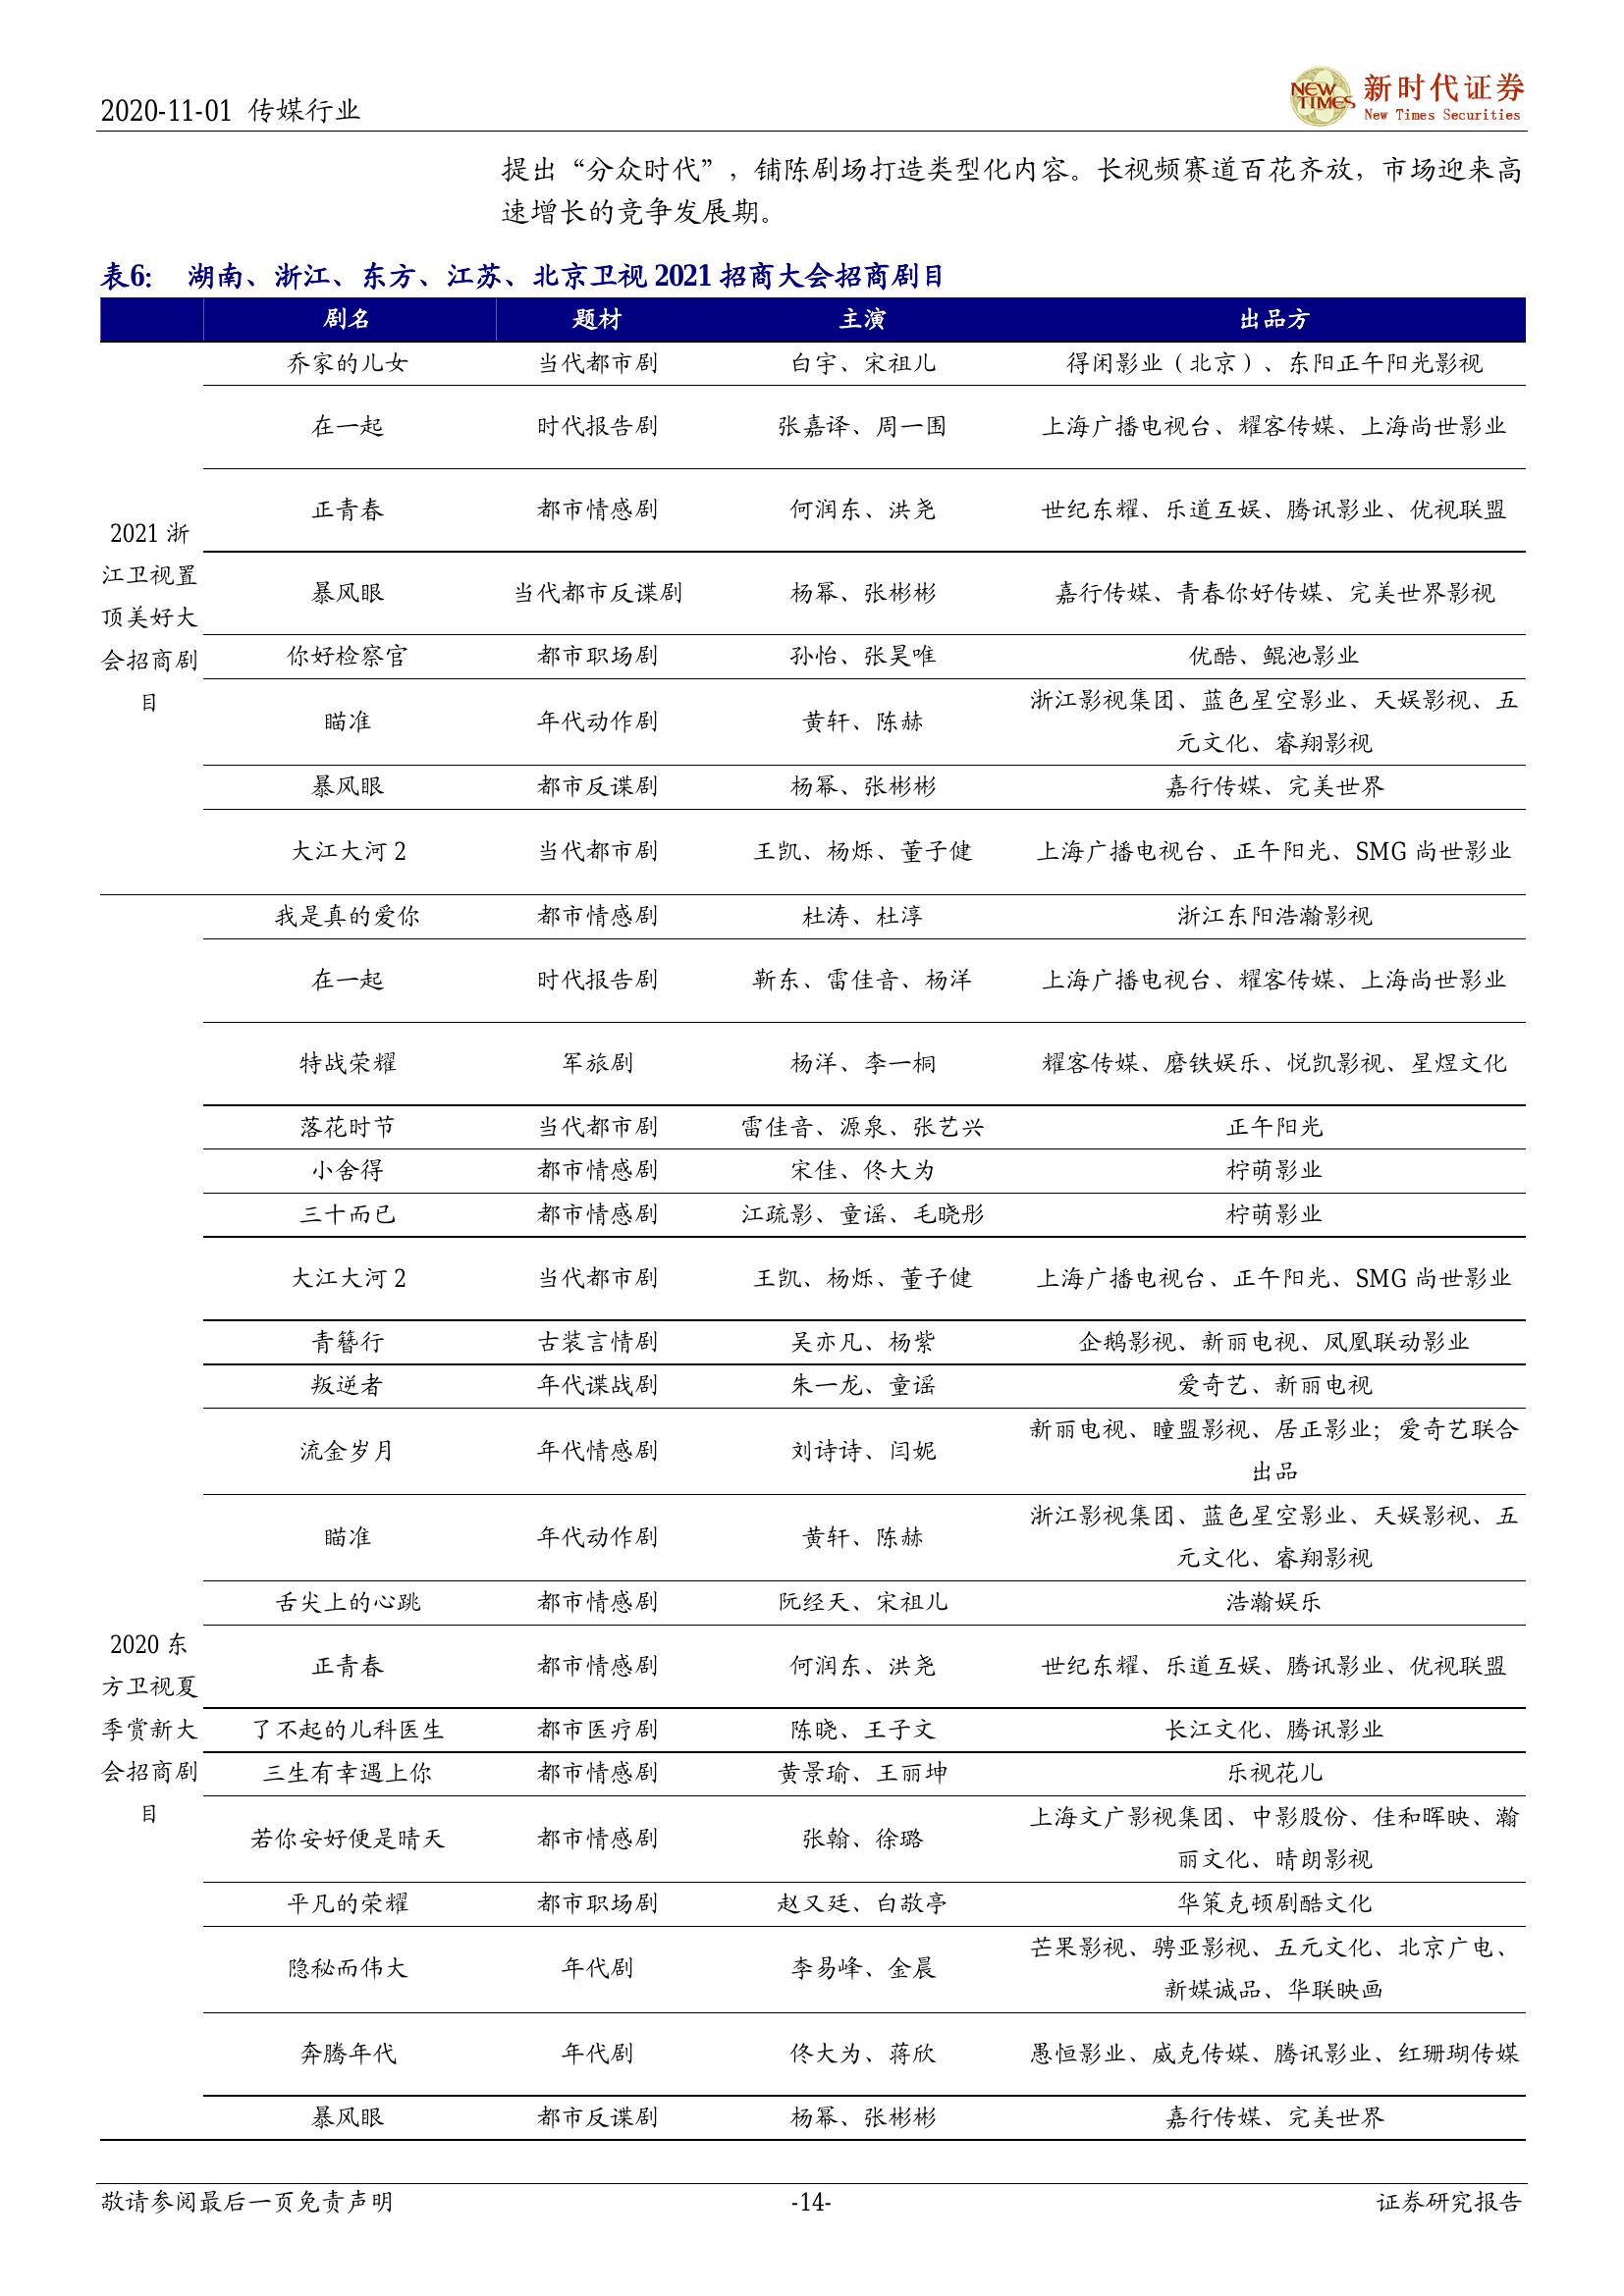 2020-11-01 传媒行业
NEW TIMES 新时代证券
New Times Securities
提出“分众时代”，铺陈剧场打造类型化内容。长视频赛道百花齐放，市场迎来高
速增长的竞争发展期。
表6: 湖南、浙江、东方、江苏、北京卫视 2021 招商大会招商剧目
剧名 题材 主演 出品方
2021 浙
江卫视置
顶美好大
会招商剧
目
乔家的儿女 当代都市剧 白宇、宋祖儿 得闲影业（北京）、东阳正午阳光影视
在一起 时代报告剧 张嘉译、周一围 上海广播电视台、耀客传媒、上海尚世影业
正青春 都市情感剧 何润东、洪尧 世纪东耀、乐道互娱、腾讯影业、优视联盟
暴风眼 当代都市反谍剧 杨幂、张彬彬 嘉行传媒、青春你好传媒、完美世界影视
你好检察官 都市职场剧 孙怡、张昊唯 优酷、鲲池影业
瞄准 年代动作剧 黄轩、陈赫 浙江影视集团、蓝色星空影业、天娱影视、五
元文化、睿翔影视
暴风眼 都市反谍剧 杨幂、张彬彬 嘉行传媒、完美世界
大江大河 2 当代都市剧 王凯、杨烁、董子健 上海广播电视台、正午阳光、SMG 尚世影业
2020 东
方卫视夏
季赏新大
会招商剧
目
我是真的爱你 都市情感剧 杜涛、杜淳 浙江东阳浩瀚影视
在一起 时代报告剧 靳东、雷佳音、杨洋 上海广播电视台、耀客传媒、上海尚世影业
特战荣耀 军旅剧 杨洋、李一桐 耀客传媒、磨铁娱乐、悦凯影视、星煜文化
落花时节 当代都市剧 雷佳音、源泉、张艺兴 正午阳光
小舍得 都市情感剧 宋佳、佟大为 柠萌影业
三十而已 都市情感剧 江疏影、童谣、毛晓彤 柠萌影业
大江大河 2 当代都市剧 王凯、杨烁、董子健 上海广播电视台、正午阳光、SMG 尚世影业
青簪行 古装言情剧 吴亦凡、杨紫 企鹅影视、新丽电视、凤凰联动影业
叛逆者 年代谍战剧 朱一龙、童谣 爱奇艺、新丽电视
流金岁月 年代情感剧 刘诗诗、闫妮 新丽电视、瞳盟影视、居正影业；爱奇艺联合
出品
瞄准 年代动作剧 黄轩、陈赫 浙江影视集团、蓝色星空影业、天娱影视、五
元文化、睿翔影视
舌尖上的心跳 都市情感剧 阮经天、宋祖儿 浩瀚娱乐
正青春 都市情感剧 何润东、洪尧 世纪东耀、乐道互娱、腾讯影业、优视联盟
了不起的儿科医生 都市医疗剧 陈晓、王子文 长江文化、腾讯影业
三生有幸遇上你 都市情感剧 黄景瑜、王丽坤 乐视花儿
若你安好便是晴天 都市情感剧 张翰、徐璐 上海文广影视集团、中影股份、佳和晖映、瀚
丽文化、晴朗影视
平凡的荣耀 都市职场剧 赵又廷、白敬亭 华策克顿剧酷文化
隐秘而伟大 年代剧 李易峰、金晨 芒果影视、骋亚影视、五元文化、北京广电、
新媒诚品、华联映画
奔腾年代 年代剧 佟大为、蒋欣 愚恒影业、威克传媒、腾讯影业、红珊瑚传媒
暴风眼 都市反谍剧 杨幂、张彬彬 嘉行传媒、完美世界
敬请参阅最后一页免责声明 -14- 证券研究报告